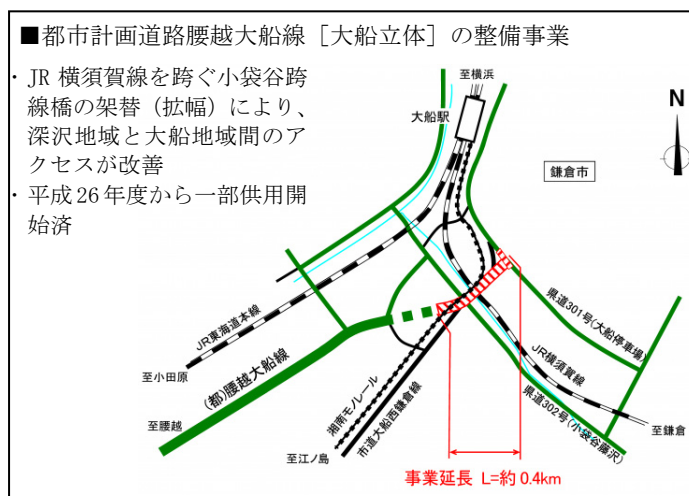 ■都市計画道路腰越大船線［大船立体］の整備事業
・JR 横須賀線を跨ぐ小袋谷跨
線橋の架替（拡幅）により、
深沢地域と大船地域間のア
クセスが改善
・平成 26 年度から一部供用開
始済
至横浜
大船駅
N
鎌倉市
JR東海道本線
県道301号(大船停車場)
至小田原
(都)腰越大船線
JR横須賀線
湘南モノレール
市道大船西鎌倉線
県道302号(小袋谷藤沢)
至腰越
至鎌倉
至江ノ島
事業延長 L=約 0.4km